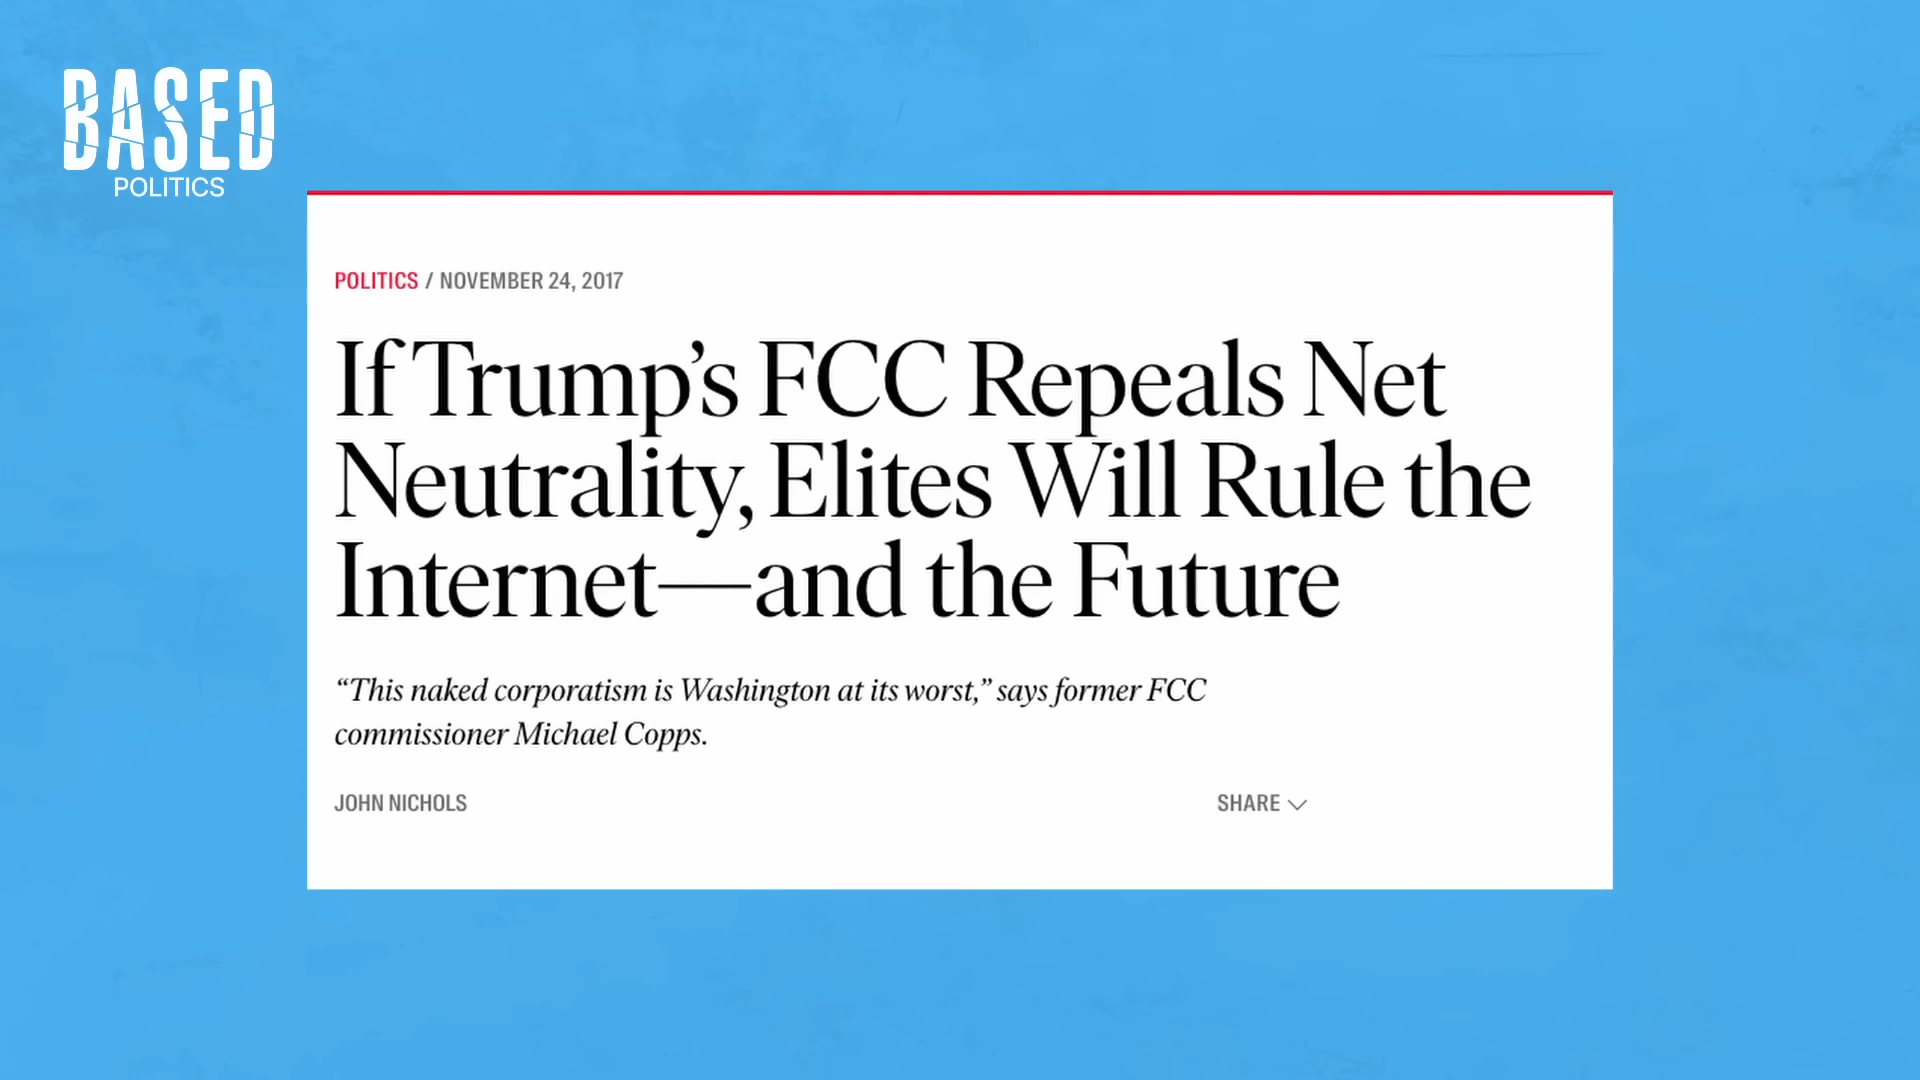 BASED
POLITICS
POLITICS / NOVEMBER 24, 2017
If Trump’s FCC Repeals Net
Neutrality, Elites Will Rule the
Internet—and the Future
“This naked corporatism is Washington at its worst,” says former FCC
commissioner Michael Copps.
JOHN NICHOLS
SHARE